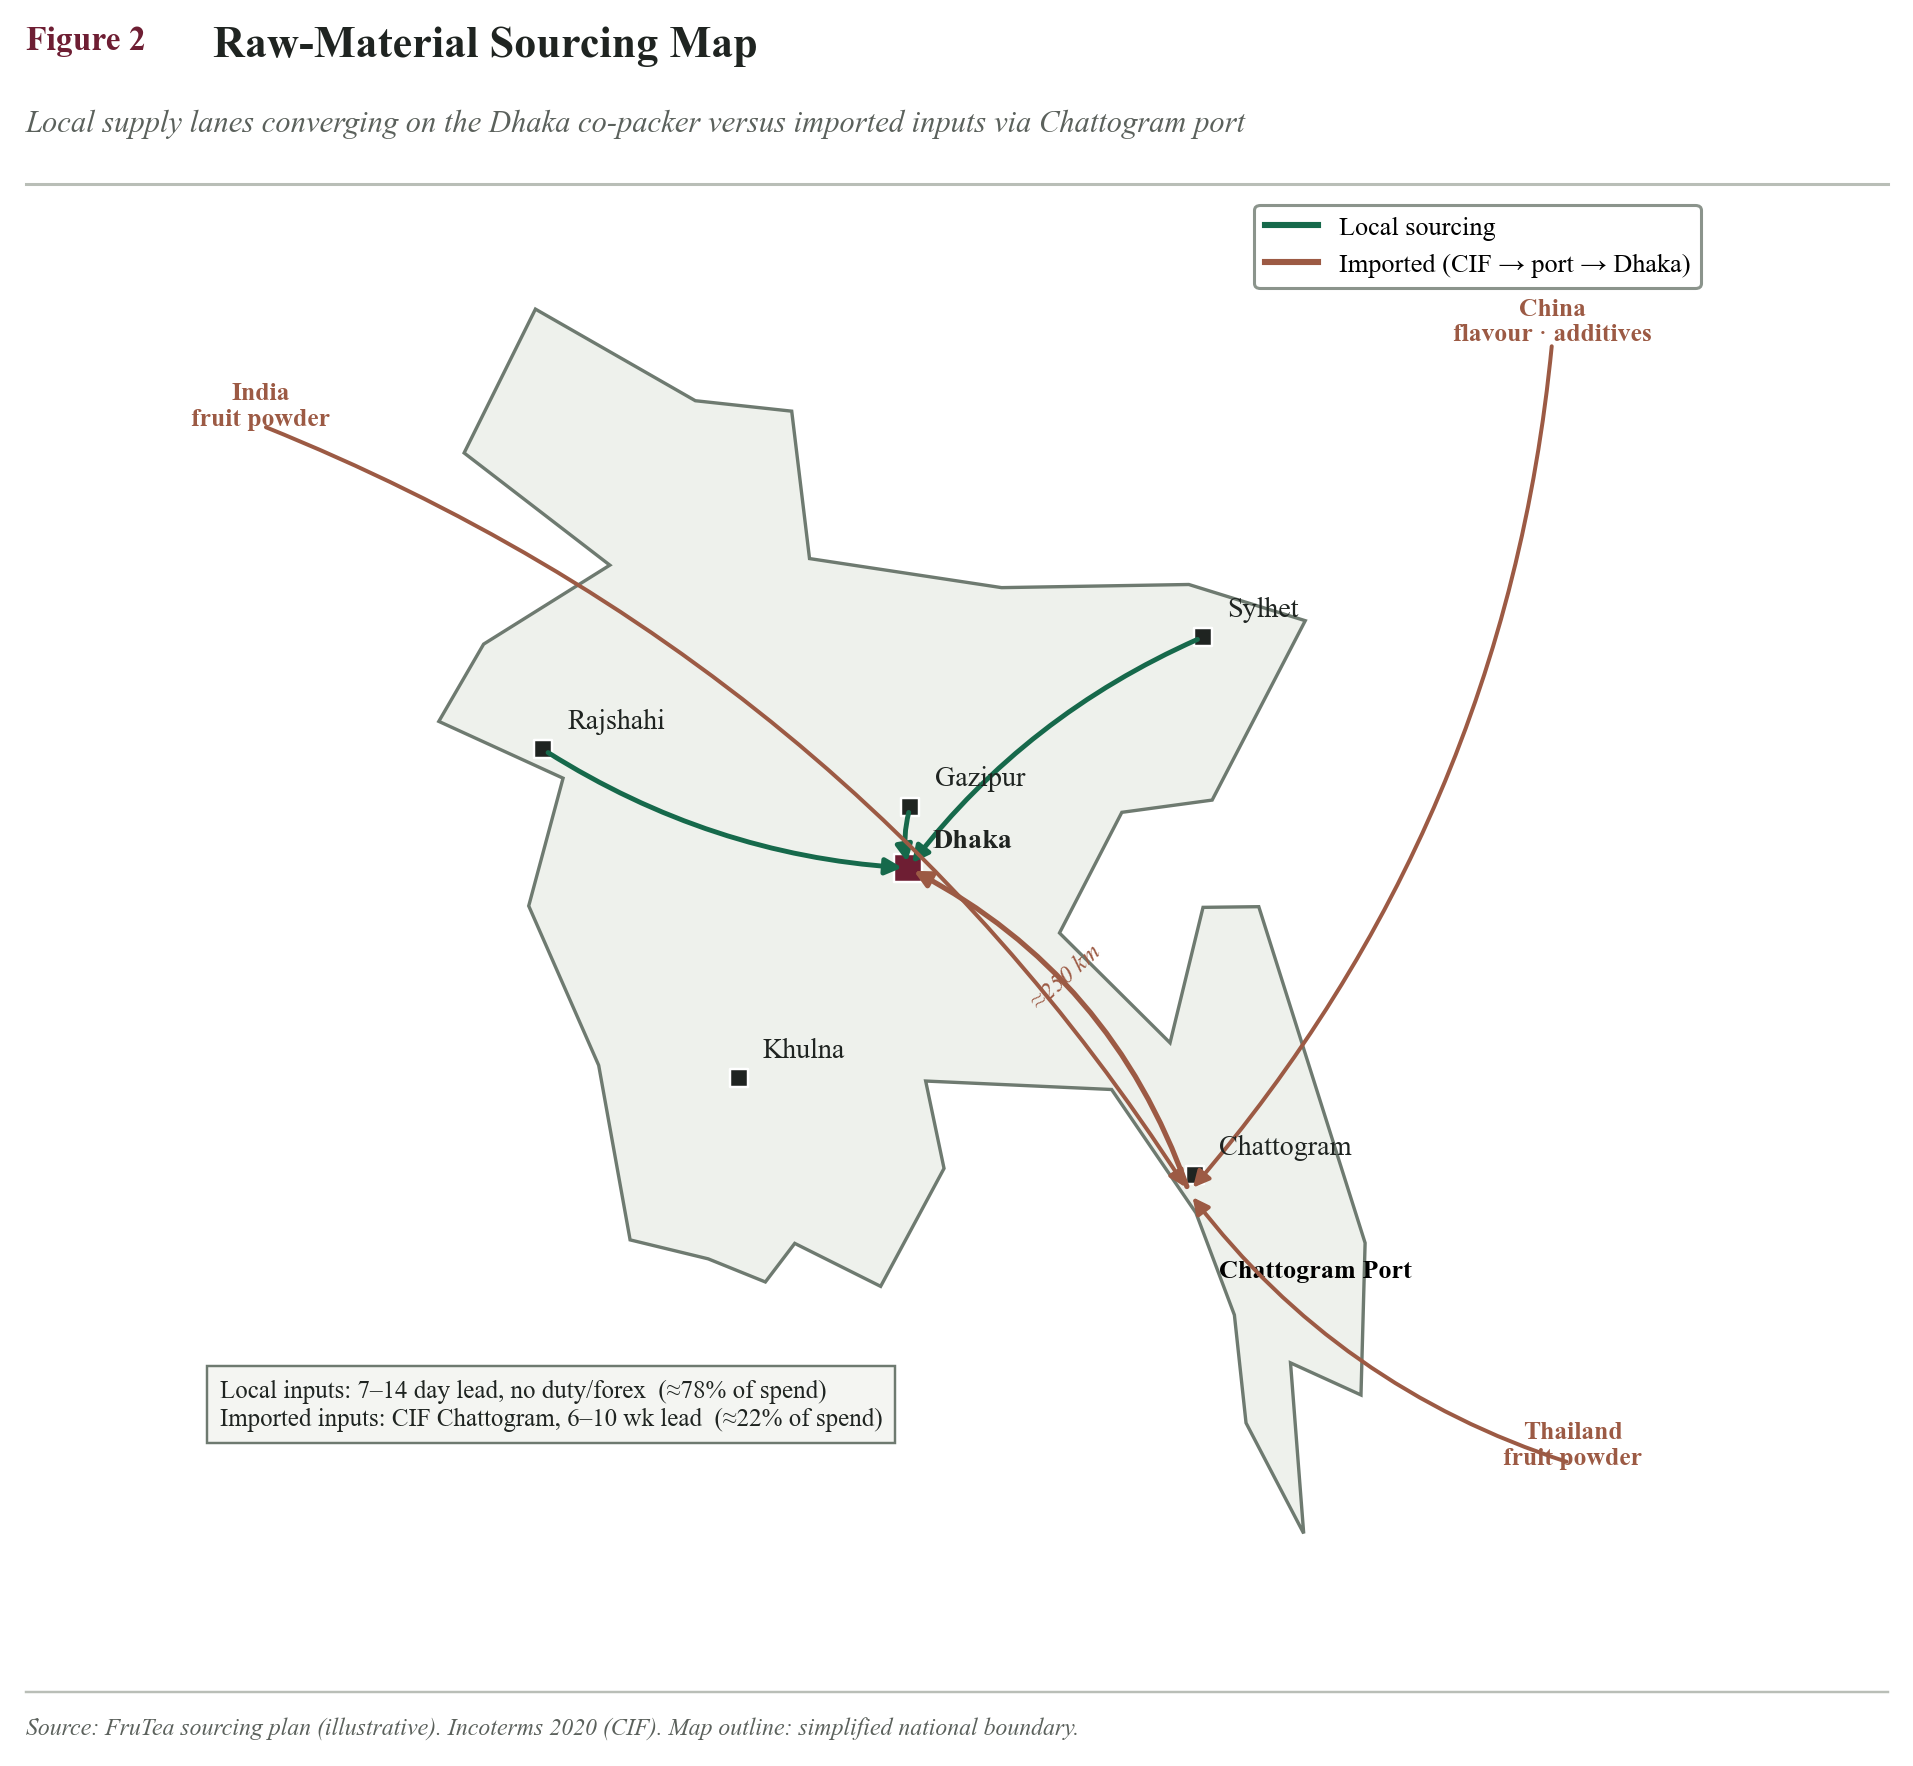 Figure 2 Raw-Material Sourcing Map
Local supply lanes converging on the Dhaka co-packer versus imported inputs via Chattogram port
Local sourcing
Imported (CIF → port → Dhaka)
China
flavour · additives
India
fruit powder
Sylhet
Rajshahi
Gazipur
Dhaka
≈250 km
Khulna
Chattogram
Chattogram Port
Local inputs: 7–14 day lead, no duty/forex (≈78% of spend)
Imported inputs: CIF Chattogram, 6–10 wk lead (≈22% of spend)
Thailand
fruit powder
Source: FruTea sourcing plan (illustrative). Incoterms 2020 (CIF). Map outline: simplified national boundary.